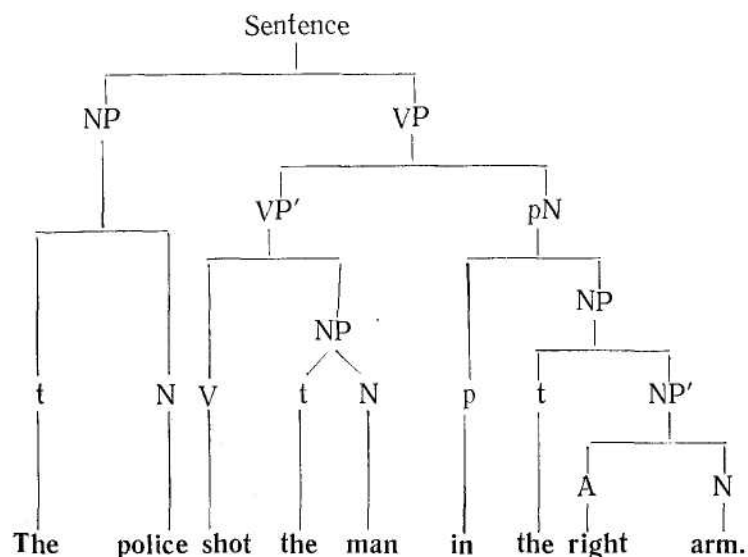 Sentence
NP VP
VP′ pN
NP
NP
t N V t N p t NP′
A N
The police shot the man in the right arm.